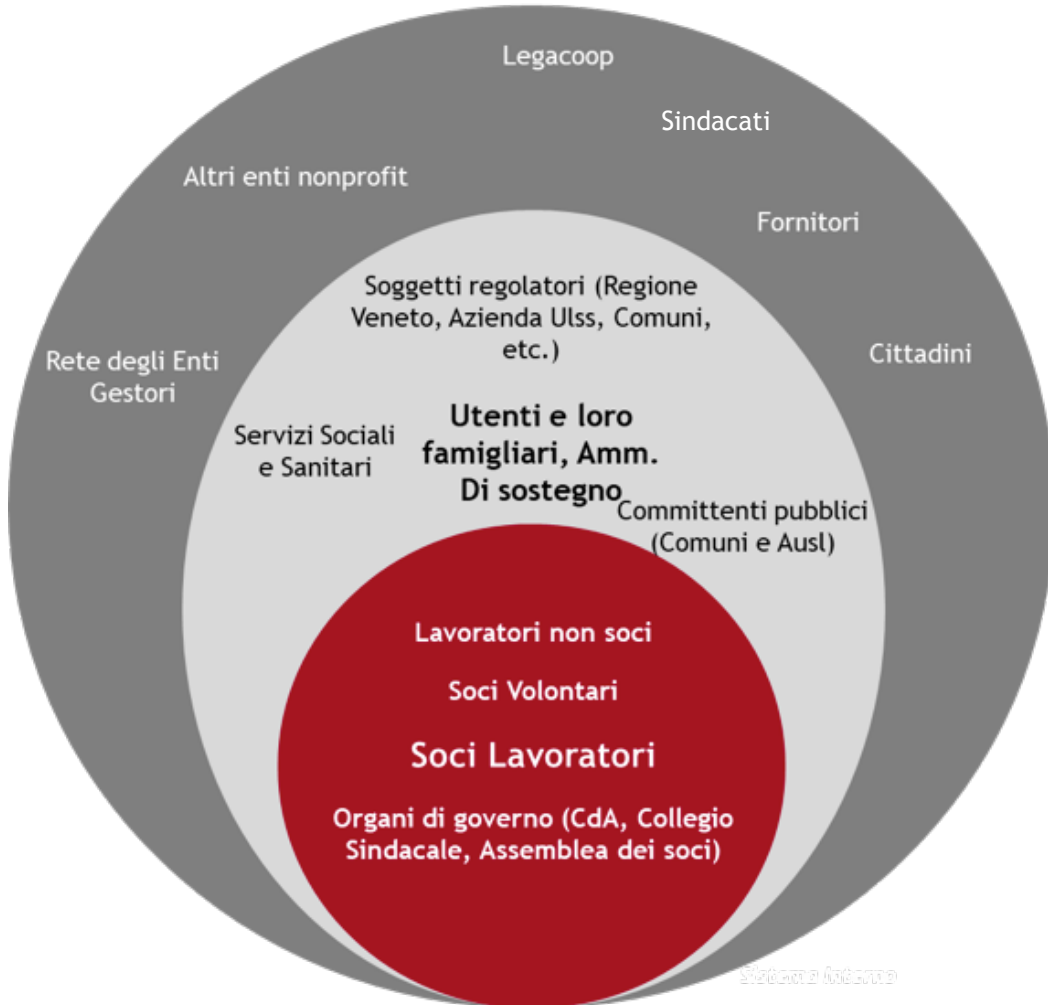 Legacoop
Sindacati
Altri enti nonprofit
Fornitori
Soggetti regolatori (Regione
Veneto, Azienda Ulss, Comuni,
etc.)
Rete degli Enti
Gestori
Cittadini
Utenti e loro
famigliari, Amm.
Di sostegno
Servizi Sociali
e Sanitari
Committenti pubblici
(Comuni e Ausl)
Lavoratori non soci
Soci Volontari
Soci Lavoratori
Organi di governo (CdA, Collegio
Sindacale, Assemblea dei soci)
Sistema interno